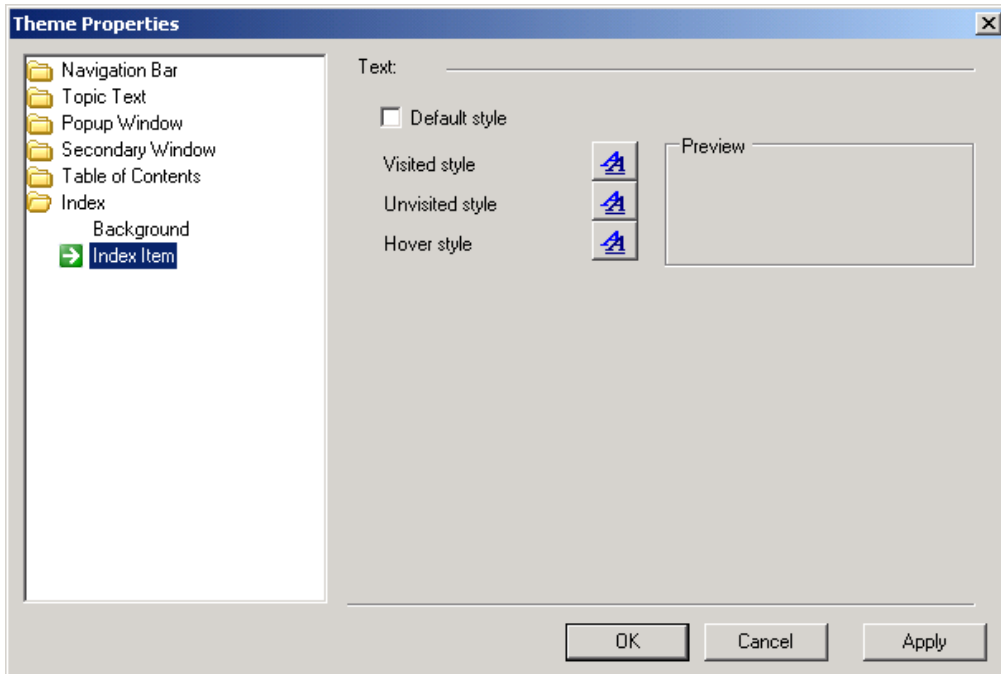 Theme Properties
Navigation Bar
Topic Text
Popup Window
Secondary Window
Table of Contents
Index
Background
Index Item
Text:
Default style
Visited style
Unvisited style
Hover style
Preview
OK
Cancel
Apply